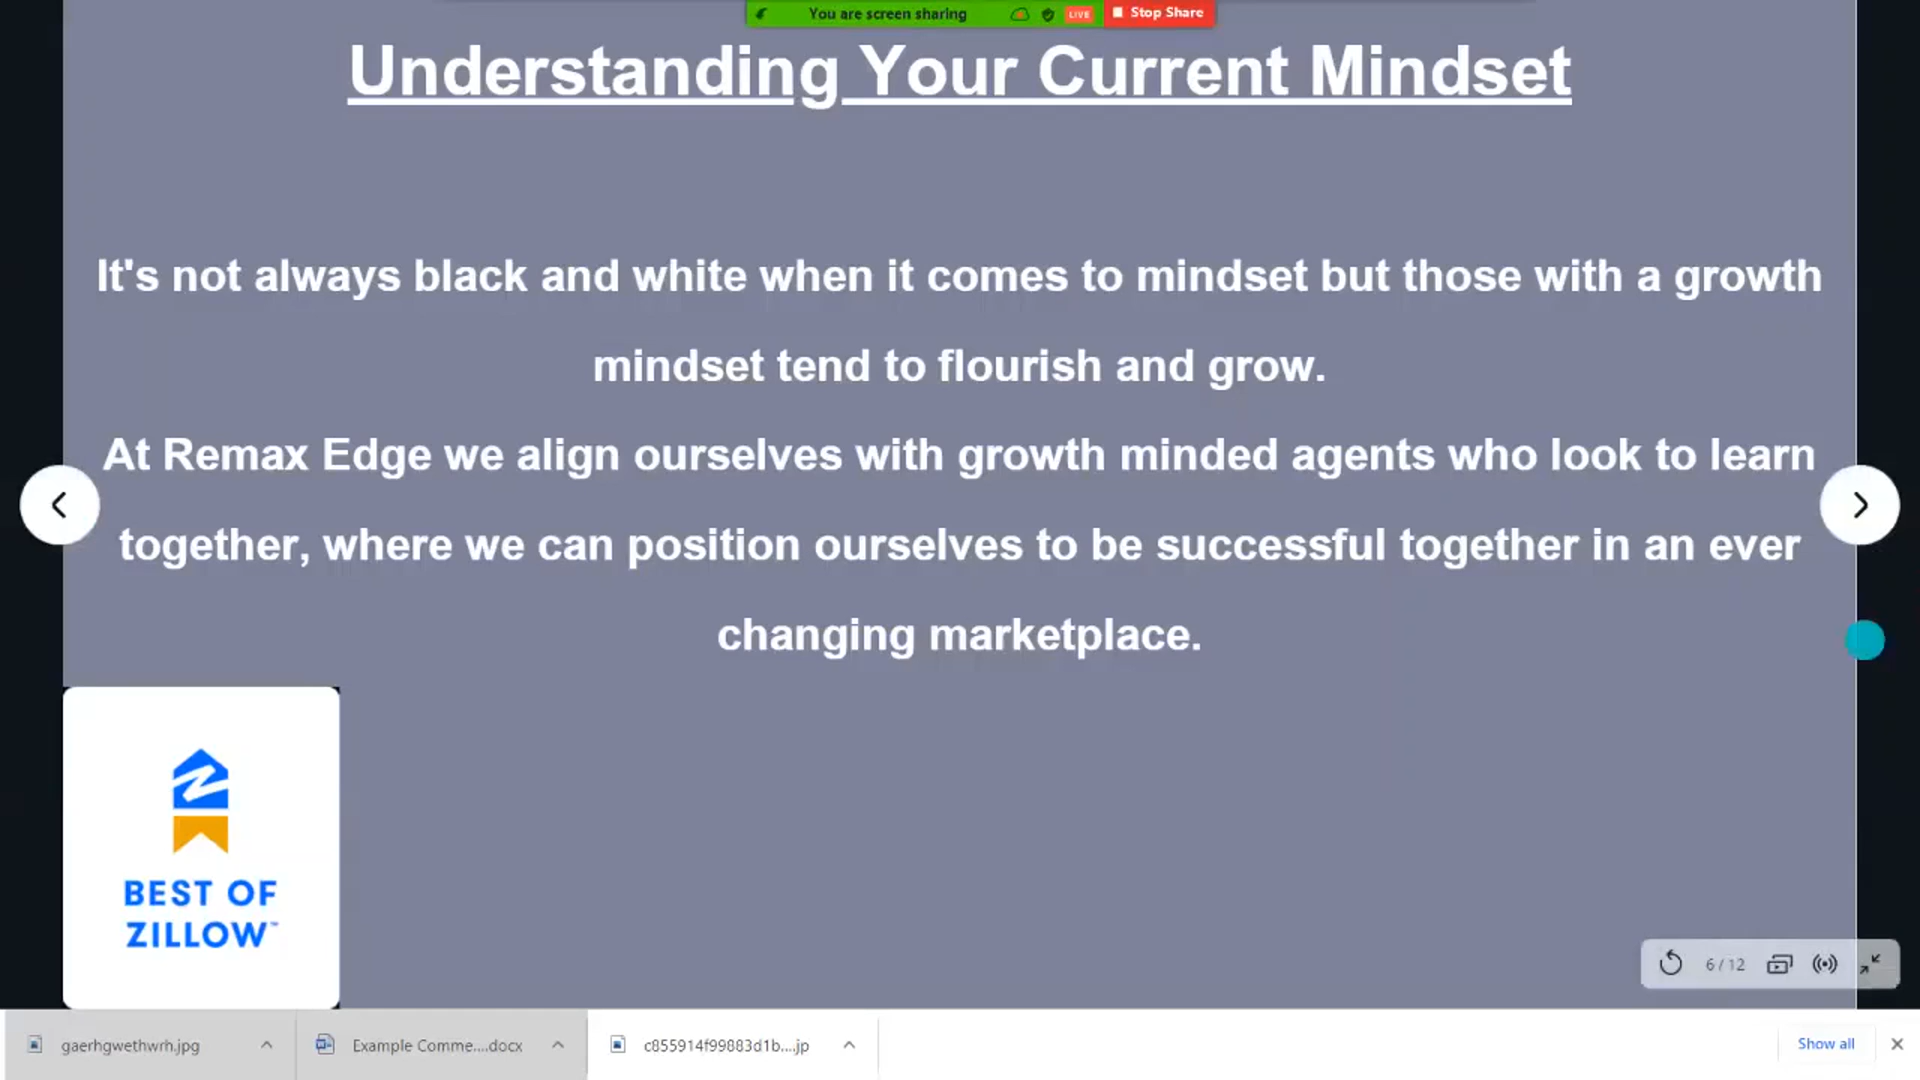 You are screen sharing
LIVE
Stop Share
Understanding Your Current Mindset
It's not always black and white when it comes to mindset but those with a growth
mindset tend to flourish and grow.
At Remax Edge we align ourselves with growth minded agents who look to learn
together, where we can position ourselves to be successful together in an ever
changing marketplace.
BEST OF
ZILLOW™
6 / 12
gaerhgwethwrh.jpg
Example Comme....docx
c855914f99883d1b....jp
Show all